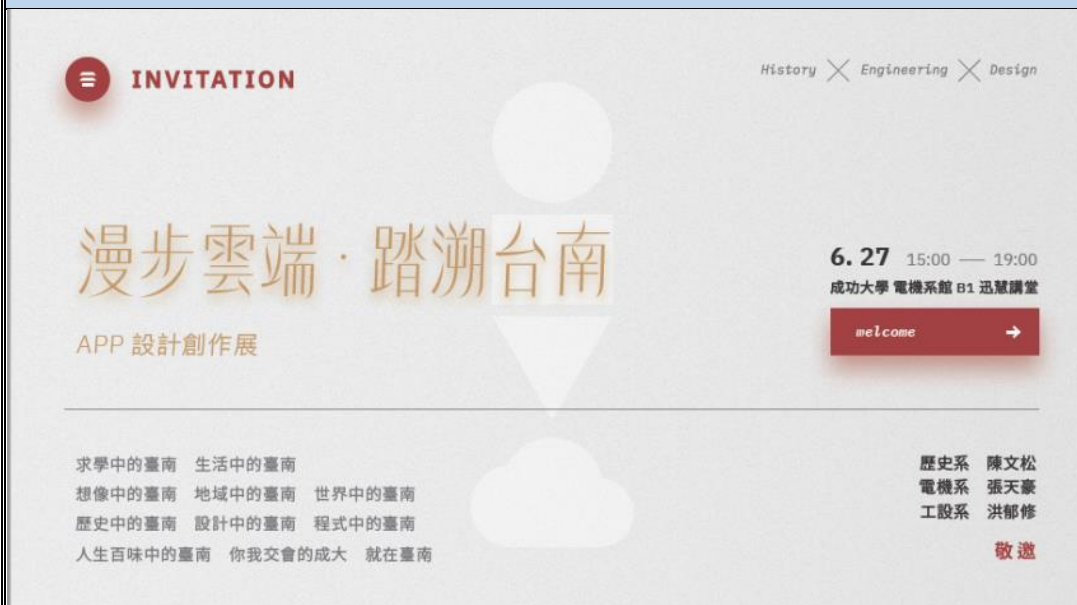 INVITATION
History × Engineering × Design
漫步雲端·踏溯台南
APP 設計創作展
6.27 15:00 — 19:00
成功大學 電機系館 B1 迅慧講堂
welcome →
求學中的臺南 生活中的臺南
想像中的臺南 地域中的臺南 世界中的臺南
歷史中的臺南 設計中的臺南 程式中的臺南
人生百味中的臺南 你我交會的成大 就在臺南
歷史系 陳文松
電機系 張天豪
工設系 洪郁修
敬邀